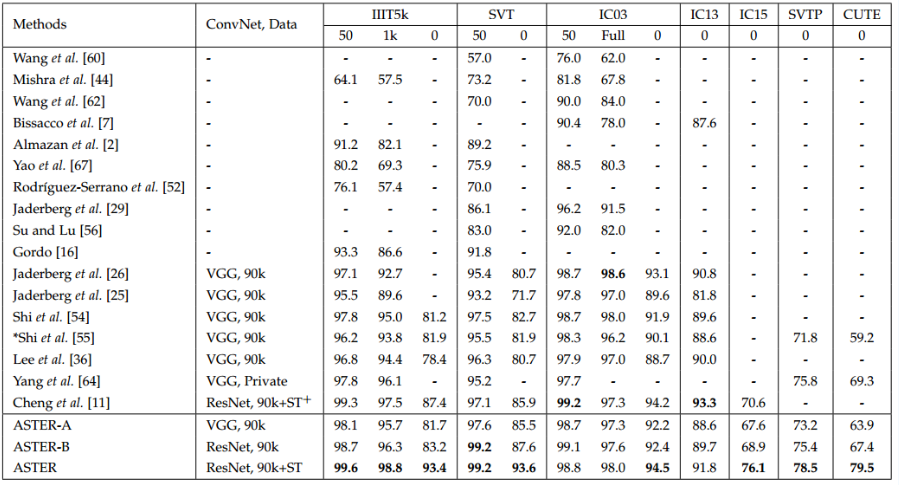 Methods ConvNet, Data IIIT5k SVT IC03 IC13 IC15 SVTP CUTE
50 1k 0 50 0 50 Full 0 0 0 0 0
Wang et al. [60] - - - - 57.0 - 76.0 62.0 - - - - -
Mishra et al. [44] - 64.1 57.5 - 73.2 - 81.8 67.8 - - - - -
Wang et al. [62] - - - - 70.0 - 90.0 84.0 - - - - -
Bissacco et al. [7] - - - - - - 90.4 78.0 - 87.6 - - -
Almazan et al. [2] - 91.2 82.1 - 89.2 - - - - - - - -
Yao et al. [67] - 80.2 69.3 - 75.9 - 88.5 80.3 - - - - -
Rodríguez-Serrano et al. [52] - 76.1 57.4 - 70.0 - - - - - - - -
Jaderberg et al. [29] - - - - 86.1 - 96.2 91.5 - - - - -
Su and Lu [56] - - - - 83.0 - 92.0 82.0 - - - - -
Gordo [16] - 93.3 86.6 - 91.8 - - - - - - - -
Jaderberg et al. [26] VGG, 90k 97.1 92.7 - 95.4 80.7 98.7 98.6 93.1 90.8 - - -
Jaderberg et al. [25] VGG, 90k 95.5 89.6 - 93.2 71.7 97.8 97.0 89.6 81.8 - - -
Shi et al. [54] VGG, 90k 97.8 95.0 81.2 97.5 82.7 98.7 98.0 91.9 89.6 - - -
*Shi et al. [55] VGG, 90k 96.2 93.8 81.9 95.5 81.9 98.3 96.2 90.1 88.6 - 71.8 59.2
Lee et al. [36] VGG, 90k 96.8 94.4 78.4 96.3 80.7 97.9 97.0 88.7 90.0 - - -
Yang et al. [64] VGG, Private 97.8 96.1 - 95.2 - 97.7 - - - - 75.8 69.3
Cheng et al. [11] ResNet, 90k+ST⁺ 99.3 97.5 87.4 97.1 85.9 99.2 97.3 94.2 93.3 70.6 - -
ASTER-A VGG, 90k 98.1 95.7 81.7 97.6 85.5 98.7 97.3 92.2 88.6 67.6 73.2 63.9
ASTER-B ResNet, 90k 98.7 96.3 83.2 99.2 87.6 99.1 97.6 92.4 89.7 68.9 75.4 67.4
ASTER ResNet, 90k+ST 99.6 98.8 93.4 99.2 93.6 98.8 98.0 94.5 91.8 76.1 78.5 79.5